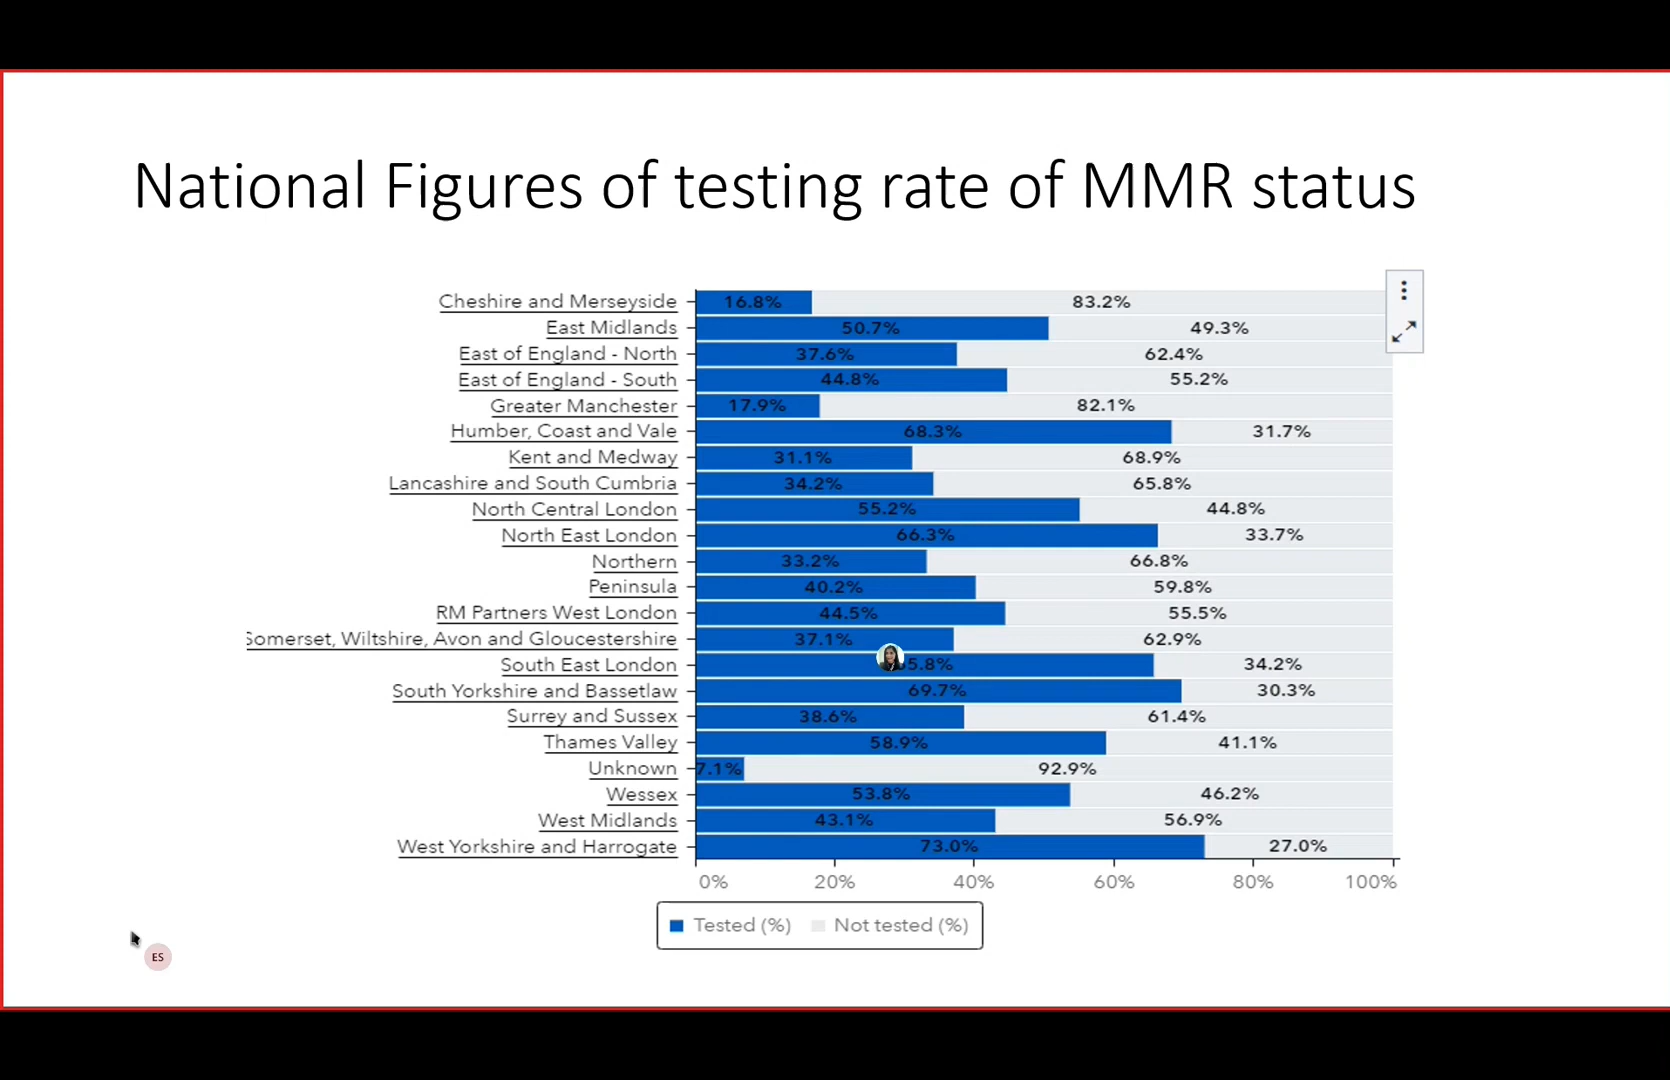 National Figures of testing rate of MMR status
Cheshire and Merseyside 16.8% 83.2%
East Midlands 50.7% 49.3%
East of England - North 37.6% 62.4%
East of England - South 44.8% 55.2%
Greater Manchester 17.9% 82.1%
Humber, Coast and Vale 68.3% 31.7%
Kent and Medway 31.1% 68.9%
Lancashire and South Cumbria 34.2% 65.8%
North Central London 55.2% 44.8%
North East London 66.3% 33.7%
Northern 33.2% 66.8%
Peninsula 40.2% 59.8%
RM Partners West London 44.5% 55.5%
Somerset, Wiltshire, Avon and Gloucestershire 37.1% 62.9%
South East London 5.8% 34.2%
South Yorkshire and Bassetlaw 69.7% 30.3%
Surrey and Sussex 38.6% 61.4%
Thames Valley 58.9% 41.1%
Unknown 7.1% 92.9%
Wessex 53.8% 46.2%
West Midlands 43.1% 56.9%
West Yorkshire and Harrogate 73.0% 27.0%
0% 20% 40% 60% 80% 100%
Tested (%) Not tested (%)
ES